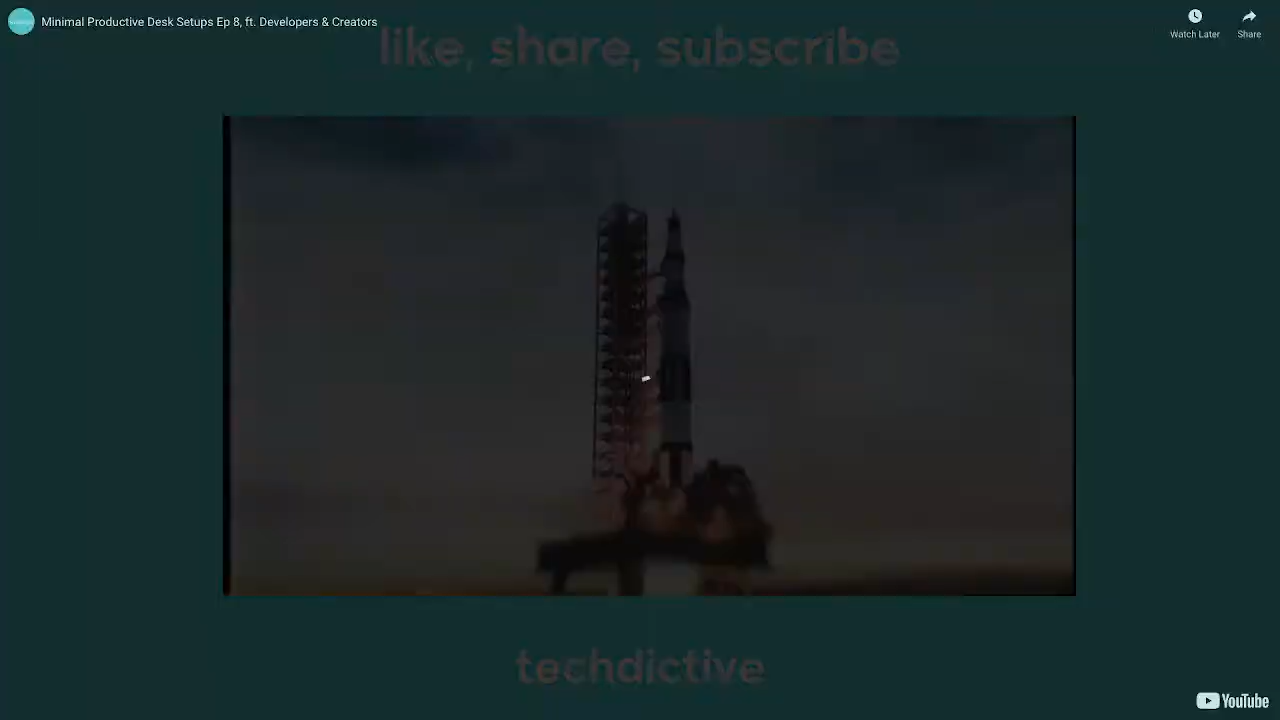 Minimal Productive Desk Setups Ep 8, ft. Developers & Creators
Watch Later
Share
like, share, subscribe
techdictive
YouTube